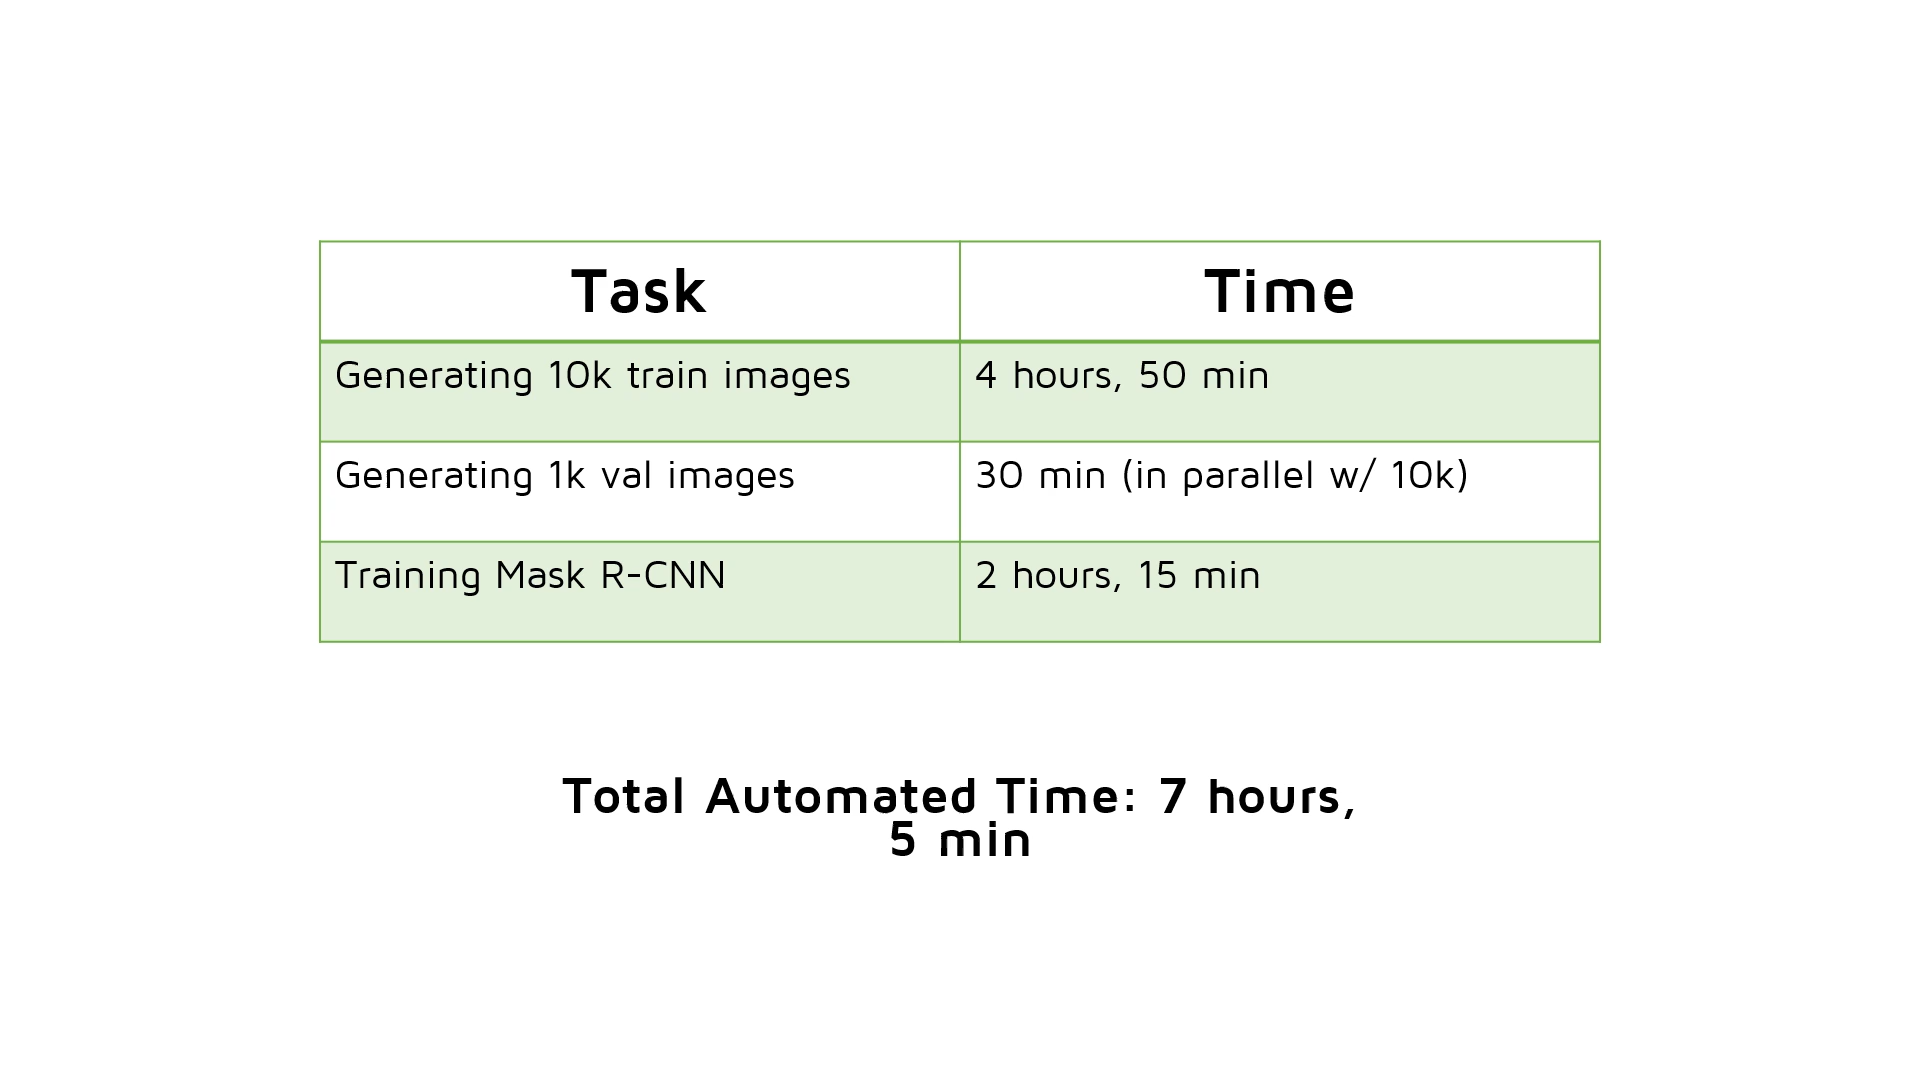 Task Time
Generating 10k train images 4 hours, 50 min
Generating 1k val images 30 min (in parallel w/ 10k)
Training Mask R-CNN 2 hours, 15 min
Total Automated Time: 7 hours,
5 min